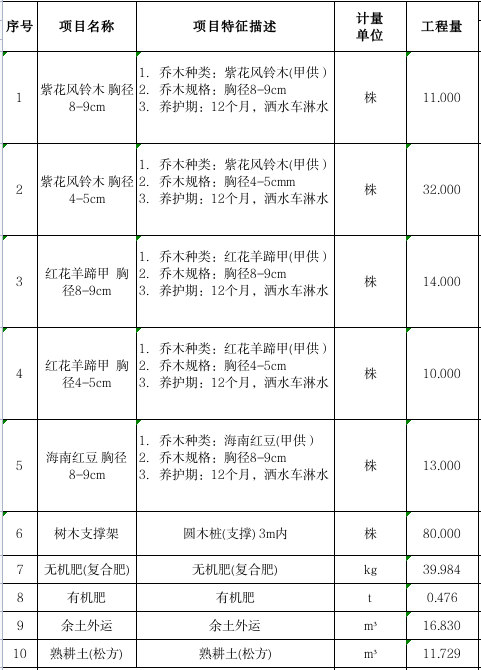 序号 项目名称 项目特征描述 计量单位 工程量
1 紫花风铃木 胸径8-9cm
1. 乔木种类：紫花风铃木(甲供)
2. 乔木规格：胸径8-9cm
3. 养护期：12个月，洒水车淋水
株 11.000
2 紫花风铃木 胸径4-5cm
1. 乔木种类：紫花风铃木(甲供)
2. 乔木规格：胸径4-5cmm
3. 养护期：12个月，洒水车淋水
株 32.000
3 红花羊蹄甲 胸径8-9cm
1. 乔木种类：红花羊蹄甲(甲供)
2. 乔木规格：胸径8-9cm
3. 养护期：12个月，洒水车淋水
株 14.000
4 红花羊蹄甲 胸径4-5cm
1. 乔木种类：红花羊蹄甲(甲供)
2. 乔木规格：胸径4-5cm
3. 养护期：12个月，洒水车淋水
株 10.000
5 海南红豆 胸径8-9cm
1. 乔木种类：海南红豆(甲供)
2. 乔木规格：胸径8-9cm
3. 养护期：12个月，洒水车淋水
株 13.000
6 树木支撑架 圆木桩(支撑) 3m内 株 80.000
7 无机肥(复合肥) 无机肥(复合肥) kg 39.984
8 有机肥 有机肥 t 0.476
9 余土外运 余土外运 m³ 16.830
10 熟耕土(松方) 熟耕土(松方) m³ 11.729